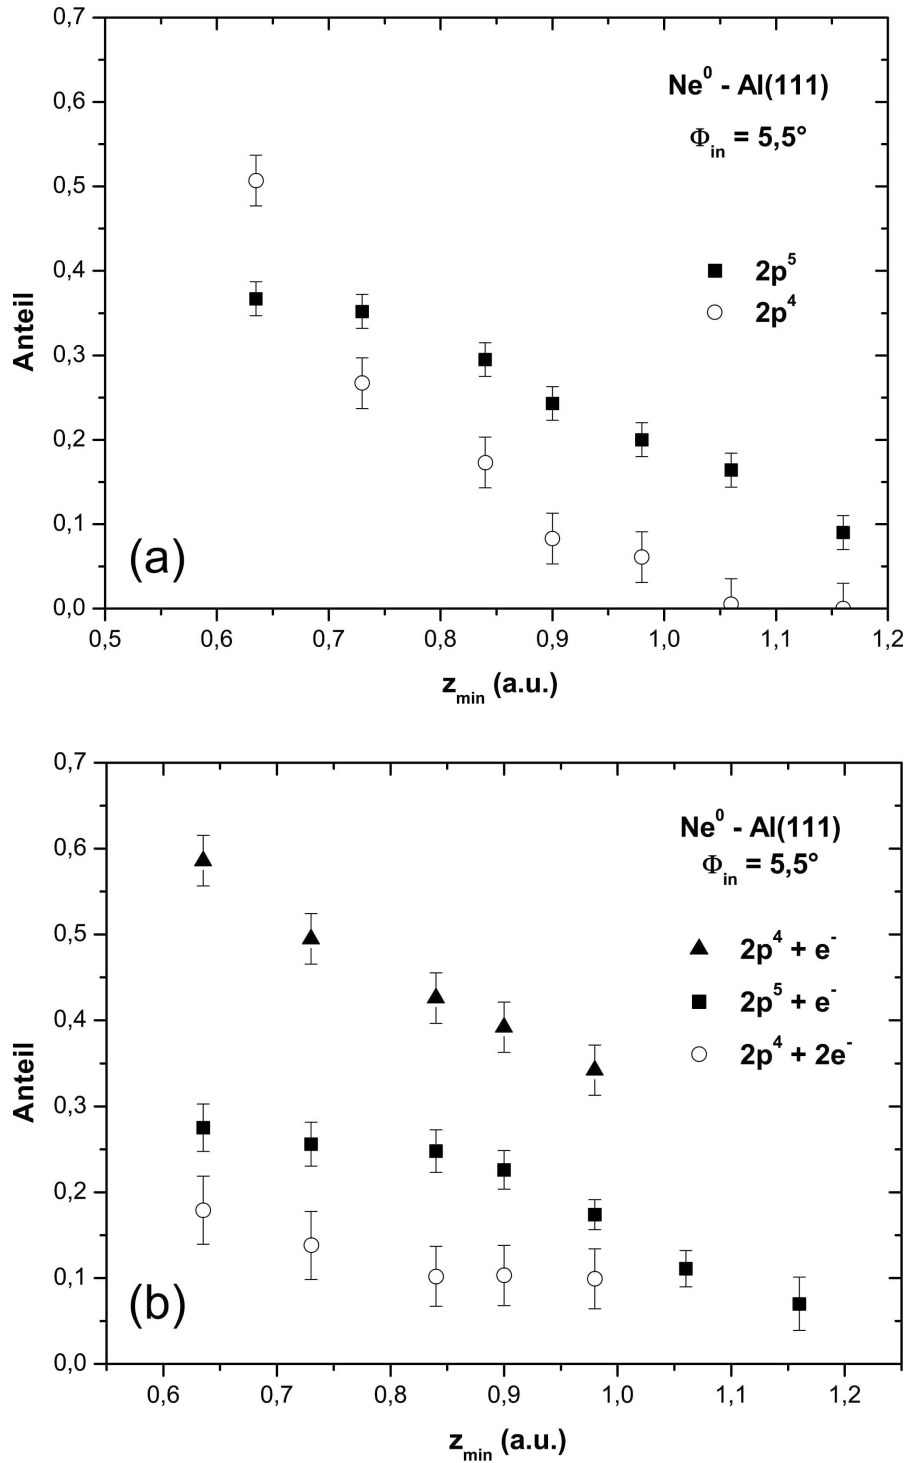 0,7
0,6
0,5
0,4
0,3
0,2
0,1
0,0
Anteil
Ne⁰ - Al(111)
Φin = 5,5°
2p⁵
2p⁴
(a)
0,5 0,6 0,7 0,8 0,9 1,0 1,1 1,2
zmin (a.u.)
0,7
0,6
0,5
0,4
0,3
0,2
0,1
0,0
Anteil
Ne⁰ - Al(111)
Φin = 5,5°
2p⁴ + e⁻
2p⁵ + e⁻
2p⁴ + 2e⁻
(b)
0,6 0,7 0,8 0,9 1,0 1,1 1,2
zmin (a.u.)